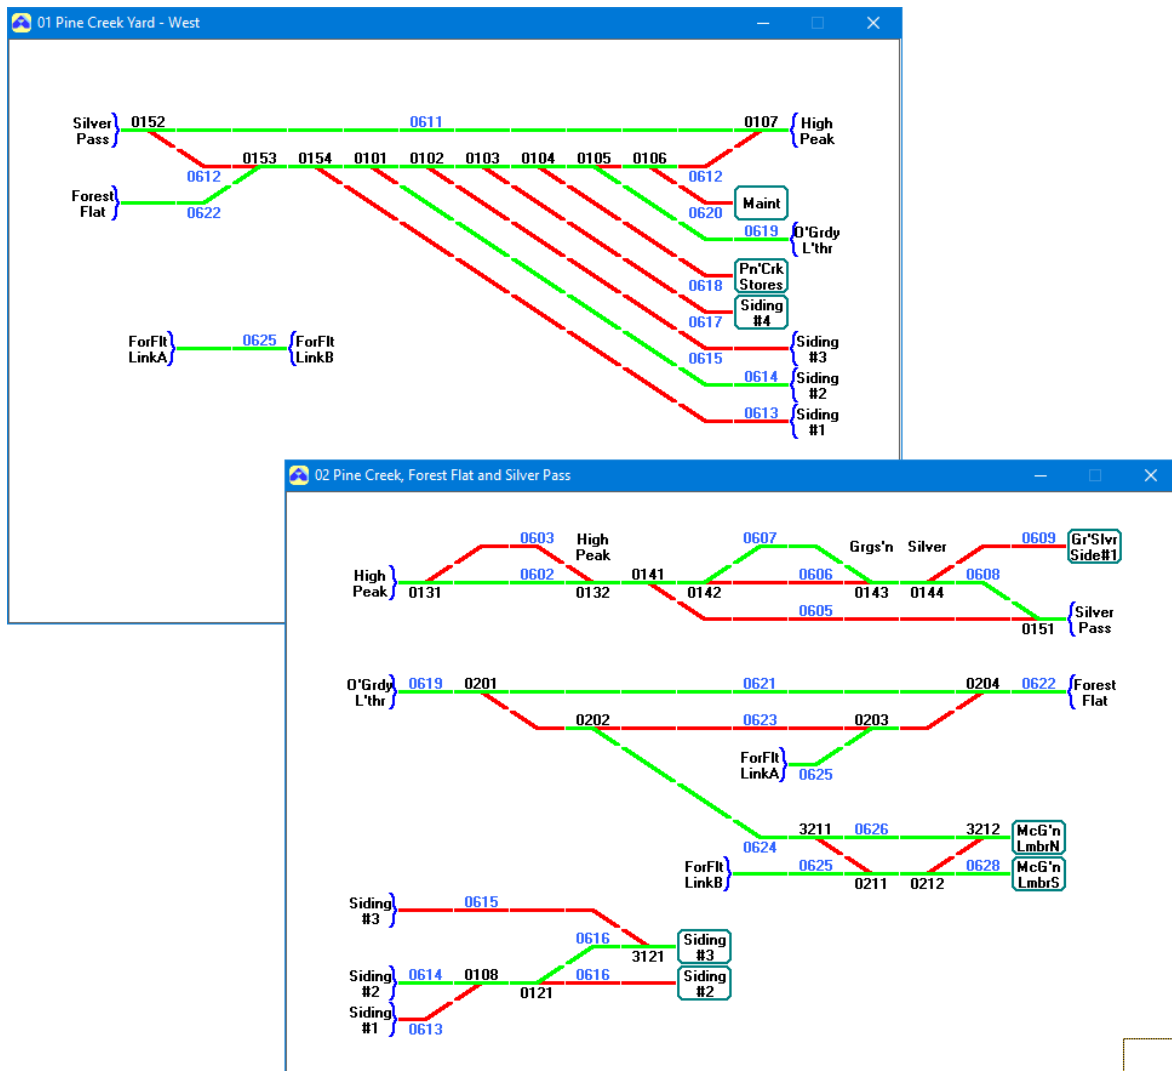 01 Pine Creek Yard - West
Silver
Pass
0152
0611
0107
High
Peak
0153
0154
0101
0102
0103
0104
0105
0106
0612
0612
Forest
Flat
0622
0620
Maint
0619
O'Grdy
L'thr
0618
Pn'Crk
Stores
0617
Siding
#4
ForFlt
LinkA
0625
ForFlt
LinkB
0615
Siding
#3
0614
Siding
#2
0613
Siding
#1
02 Pine Creek, Forest Flat and Silver Pass
0603
High
Peak
0607
Grgs'n
Silver
0609
Gr'Slvr
Side#1
High
Peak
0131
0602
0132
0141
0142
0606
0143
0144
0608
0605
0151
Silver
Pass
O'Grdy
L'thr
0619
0201
0621
0204
0622
Forest
Flat
0202
0623
0203
ForFlt
LinkA
0625
0624
3211
0626
3212
McG'n
LmbrN
ForFlt
LinkB
0625
0211
0212
0628
McG'n
LmbrS
Siding
#3
0615
0616
3121
Siding
#3
Siding
#2
0614
0108
0121
0616
Siding
#2
Siding
#1
0613